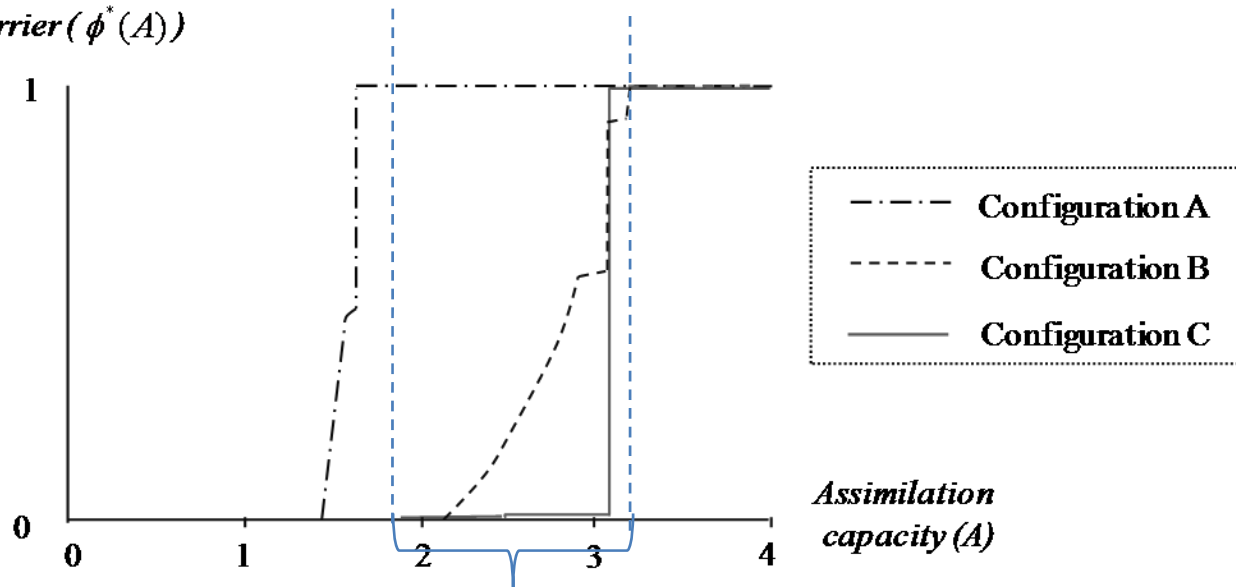 rrier ( ϕ*(A) )
1
0
0 1 2 3 4
Assimilation
capacity (A)
Configuration A
Configuration B
Configuration C